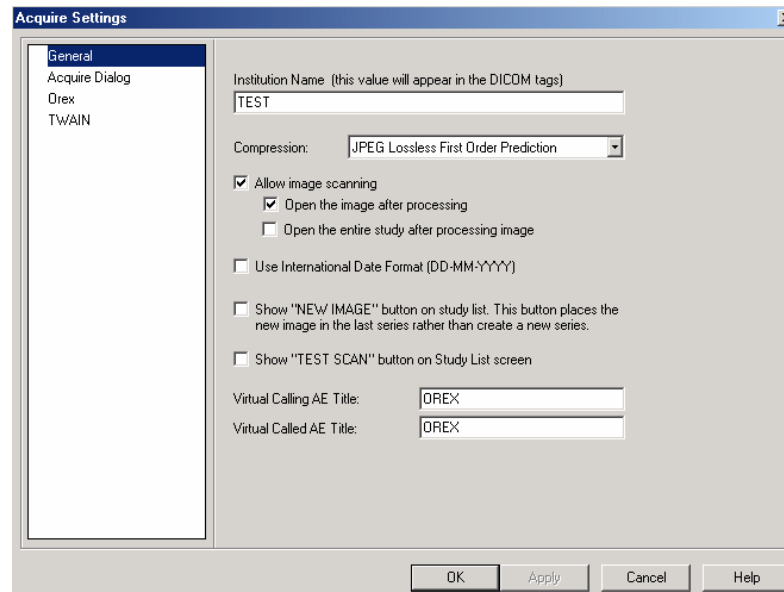 Acquire Settings
General
Acquire Dialog
Orex
TWAIN
Institution Name (this value will appear in the DICOM tags)
TEST
Compression: JPEG Lossless First Order Prediction
Allow image scanning
Open the image after processing
Open the entire study after processing image
Use International Date Format (DD-MM-YYYY)
Show "NEW IMAGE" button on study list. This button places the
new image in the last series rather than create a new series.
Show "TEST SCAN" button on Study List screen
Virtual Calling AE Title: OREX
Virtual Called AE Title: OREX
OK Apply Cancel Help